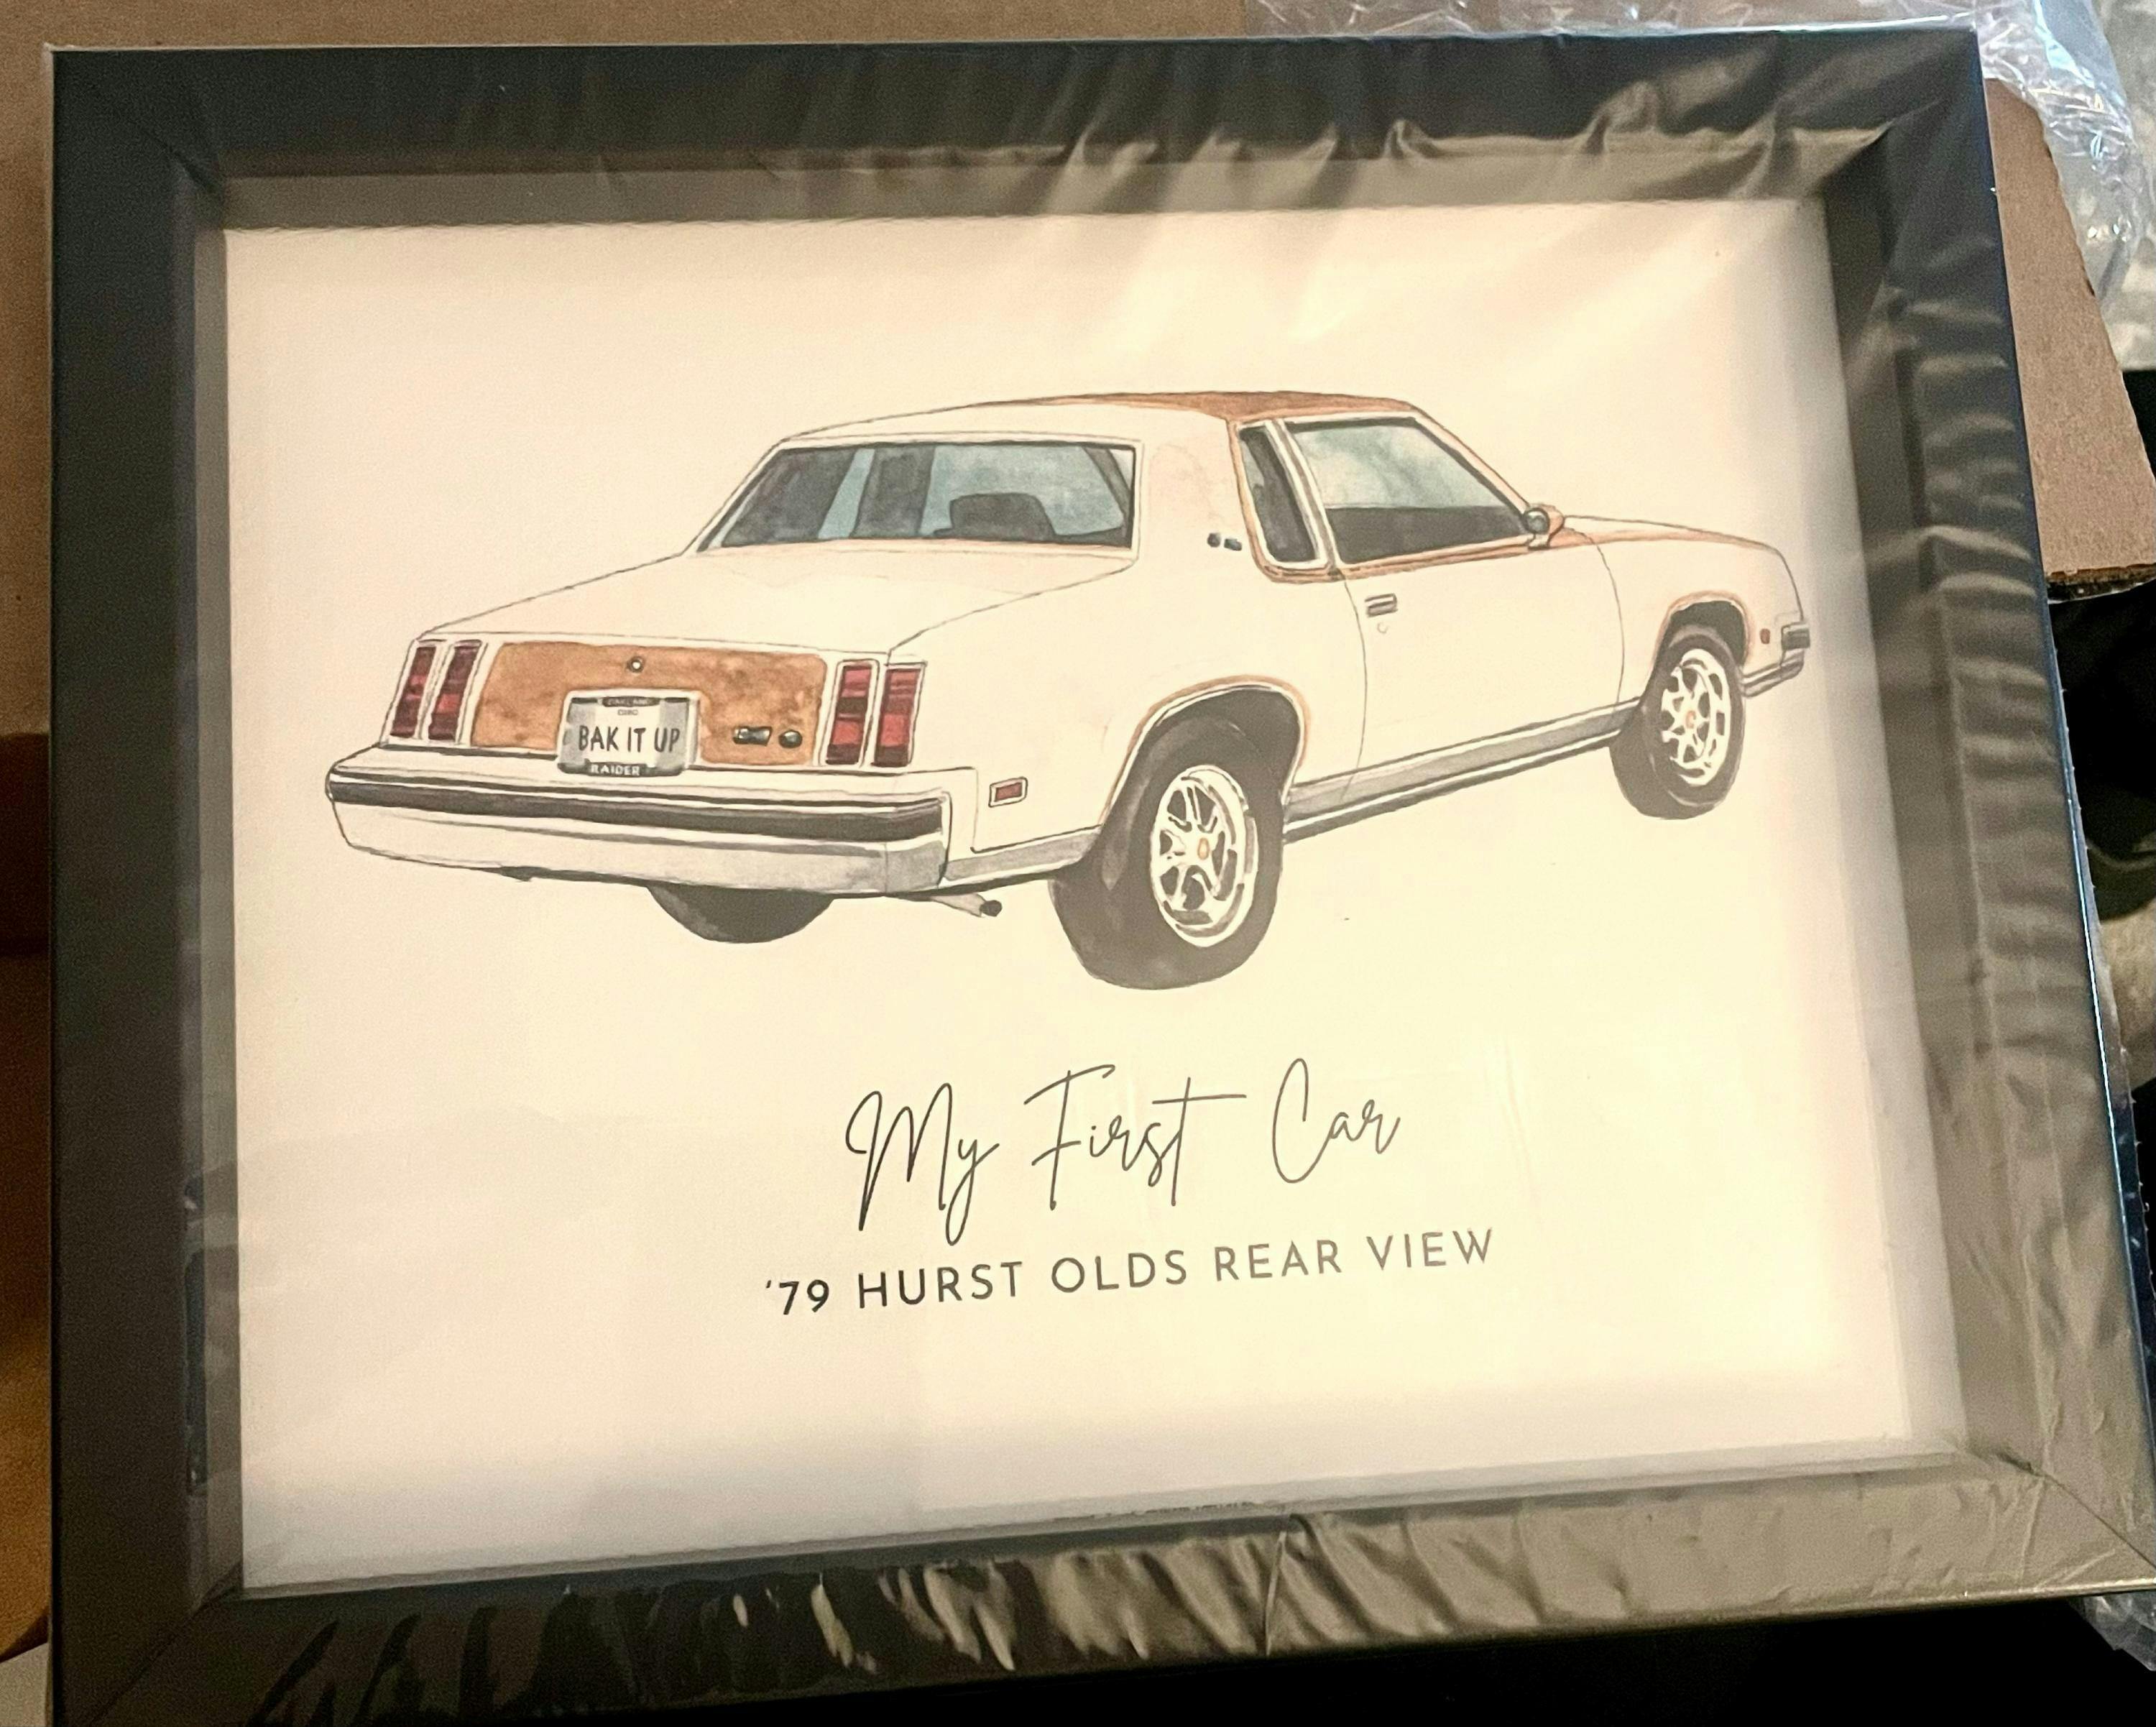 BAK IT UP
RAIDER
My First Car
'79 HURST OLDS REAR VIEW